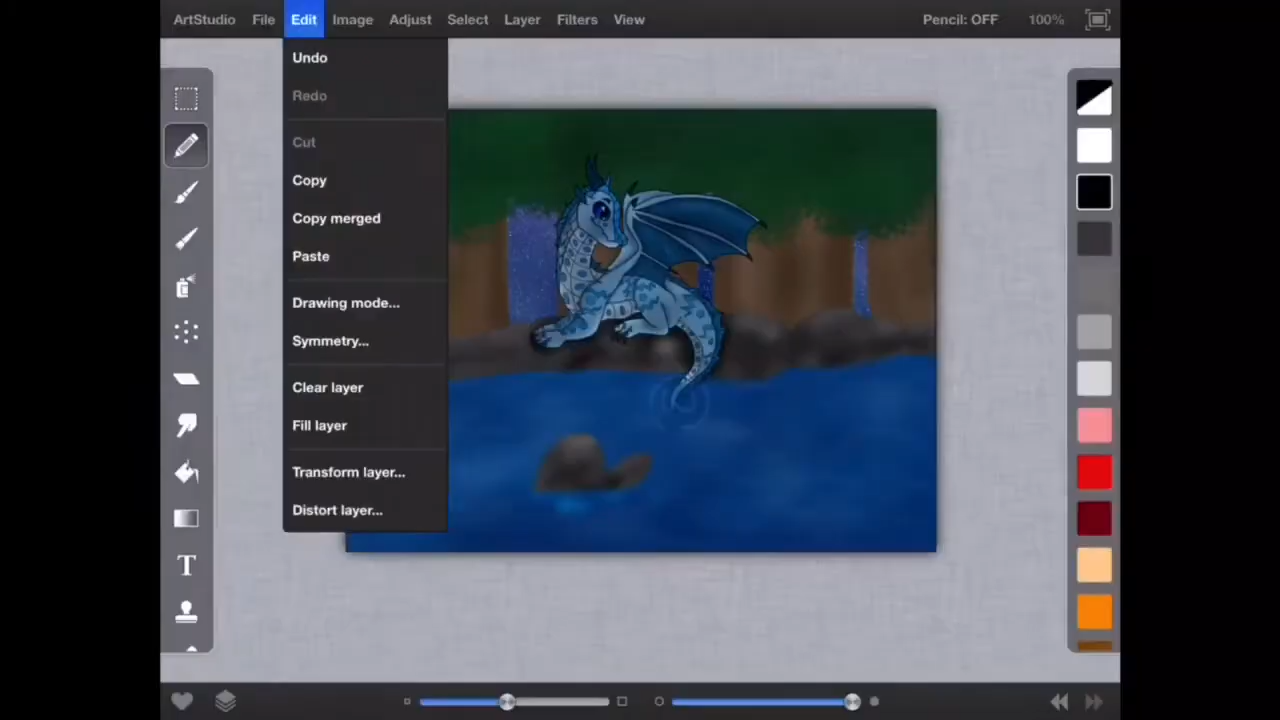 ArtStudio File Edit Image Adjust Select Layer Filters View Pencil: OFF 100%
Undo
Redo
Cut
Copy
Copy merged
Paste
Drawing mode...
Symmetry...
Clear layer
Fill layer
Transform layer...
Distort layer...
T